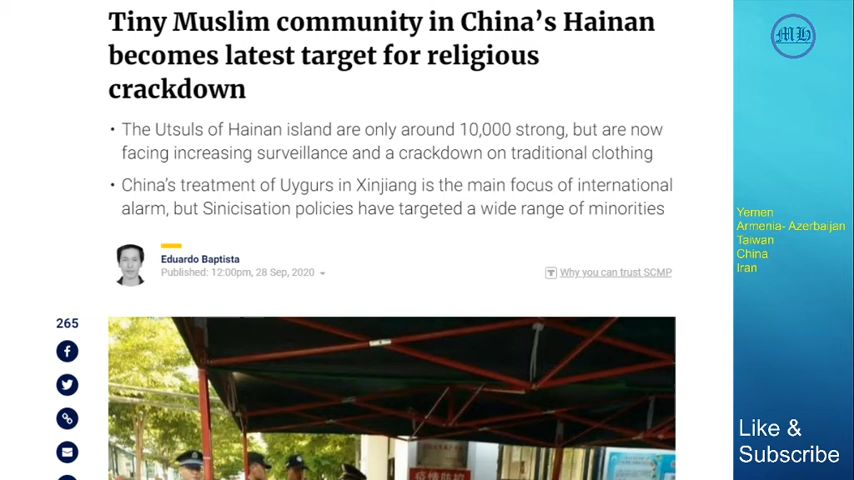 Tiny Muslim community in China's Hainan
becomes latest target for religious
crackdown
• The Utsuls of Hainan island are only around 10,000 strong, but are now
facing increasing surveillance and a crackdown on traditional clothing
• China's treatment of Uygurs in Xinjiang is the main focus of international
alarm, but Sinicisation policies have targeted a wide range of minorities
Eduardo Baptista
Published: 12:00pm, 28 Sep, 2020
Why you can trust SCMP
265
MH
Yemen
Armenia- Azerbaijan
Taiwan
China
Iran
Like &
Subscribe